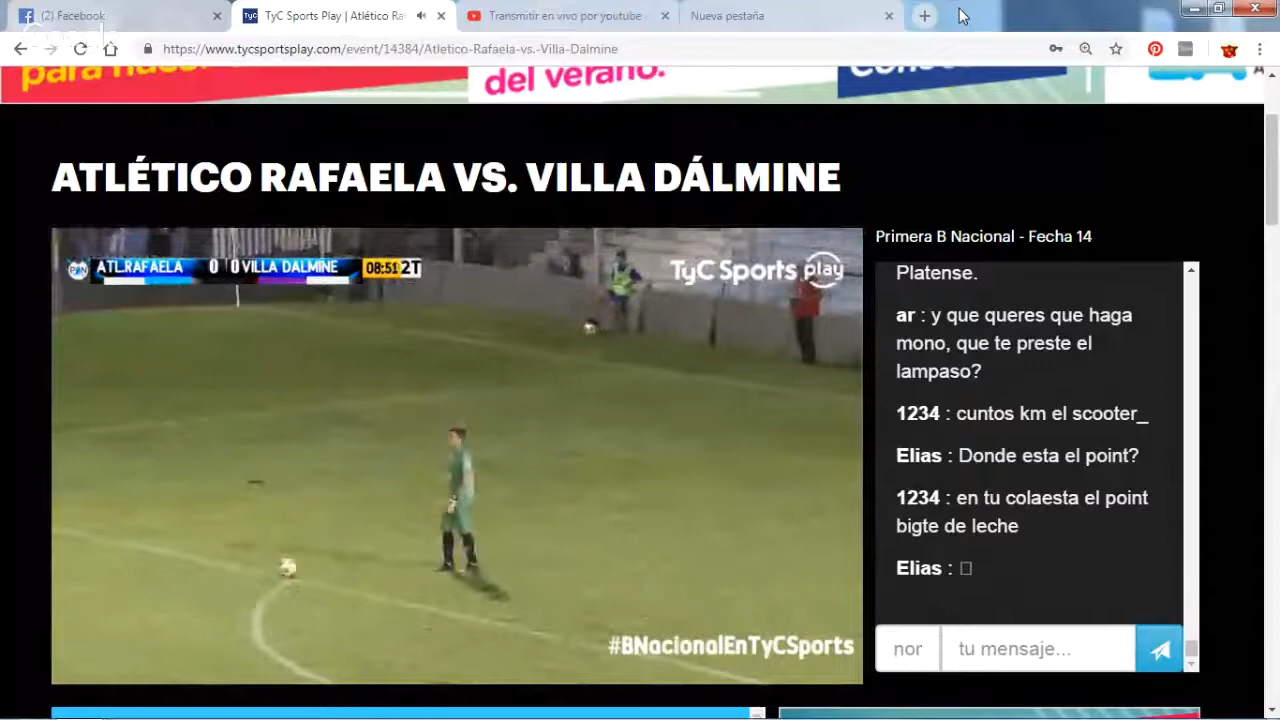 (2) Facebook
TyC Sports Play | Atlético Ra
Transmitir en vivo por youtube
Nueva pestaña
https://www.tycsportsplay.com/event/14384/Atletico-Rafaela-vs.-Villa-Dalmine
del verano.
ATLÉTICO RAFAELA VS. VILLA DÁLMINE
ATL.RAFAELA 0 0 VILLA DALMINE 08:51 2T
TyC Sports play
#BNacionalEnTyCSports
Primera B Nacional - Fecha 14
Platense.
ar : y que queres que haga
mono, que te preste el
lampaso?
1234 : cuntos km el scooter_
Elias : Donde esta el point?
1234 : en tu colaesta el point
bigte de leche
Elias :
nor
tu mensaje...